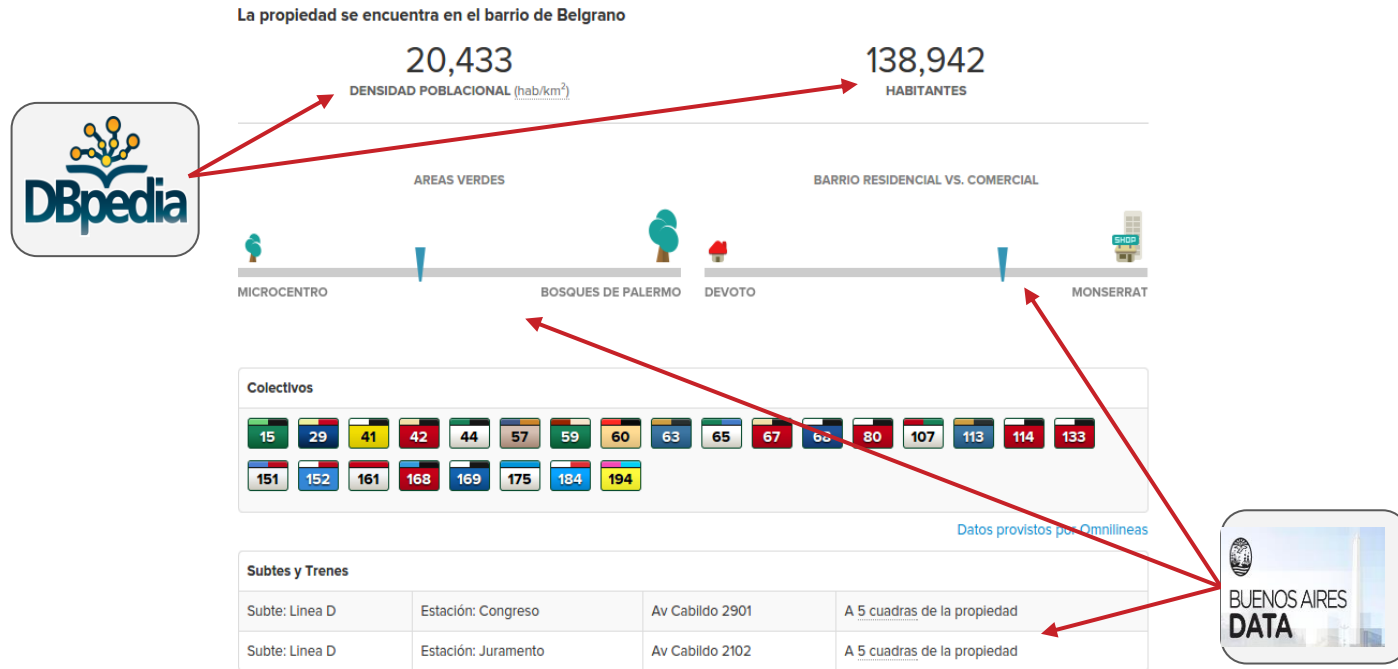 La propiedad se encuentra en el barrio de Belgrano
20,433
138,942
DENSIDAD POBLACIONAL (hab/km²)
HABITANTES
DBpedia
AREAS VERDES
BARRIO RESIDENCIAL VS. COMERCIAL
SHOP
MICROCENTRO
BOSQUES DE PALERMO
DEVOTO
MONSERRAT
Colectivos
15 29 41 42 44 57 59 60 63 65 67 68 80 107 113 114 133
151 152 161 168 169 175 184 194
Datos provistos por Omnilineas
Subtes y Trenes
Subte: Linea D Estación: Congreso Av Cabildo 2901 A 5 cuadras de la propiedad
Subte: Linea D Estación: Juramento Av Cabildo 2102 A 5 cuadras de la propiedad
BUENOS AIRES
DATA